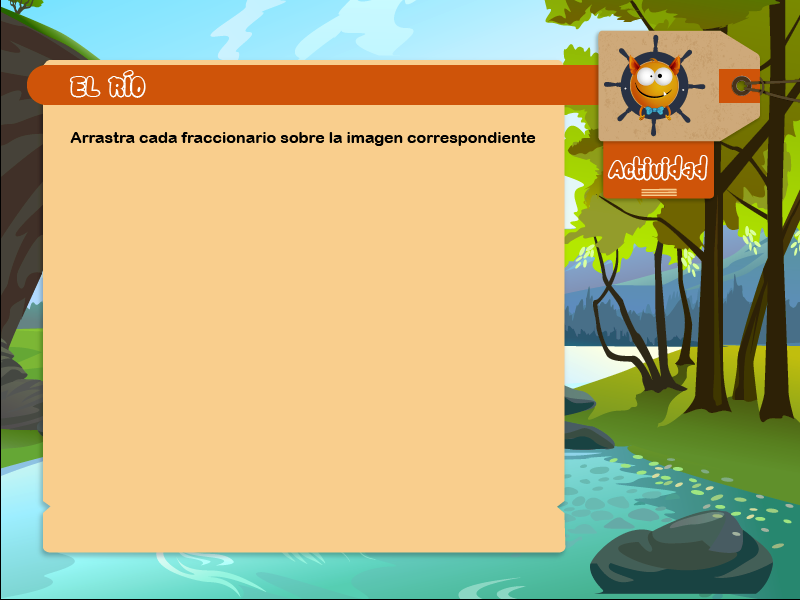 EL RÍO
Arrastra cada fraccionario sobre la imagen correspondiente
Actividad